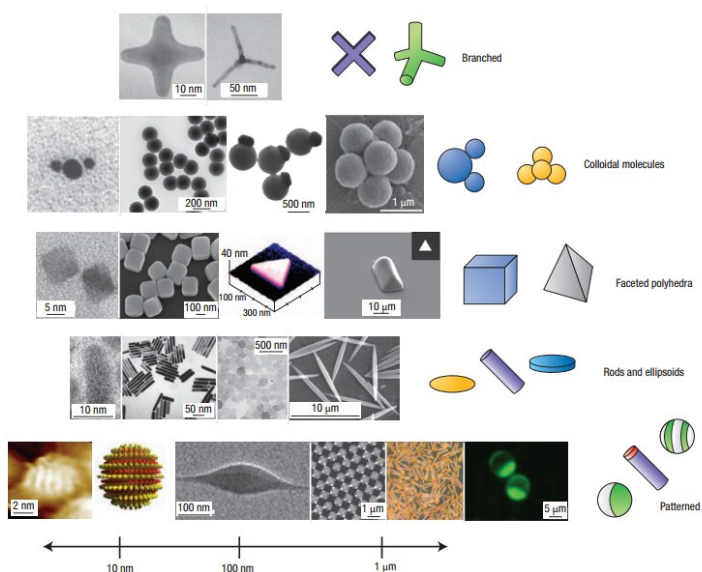 10 nm
50 nm
Branched
200 nm
500 nm
1 μm
Colloidal molecules
5 nm
100 nm
40 nm
100 nm
300 nm
10 μm
Faceted polyhedra
10 nm
50 nm
500 nm
10 μm
Rods and ellipsoids
2 nm
100 nm
1 μm
5 μm
Patterned
10 nm
100 nm
1 μm